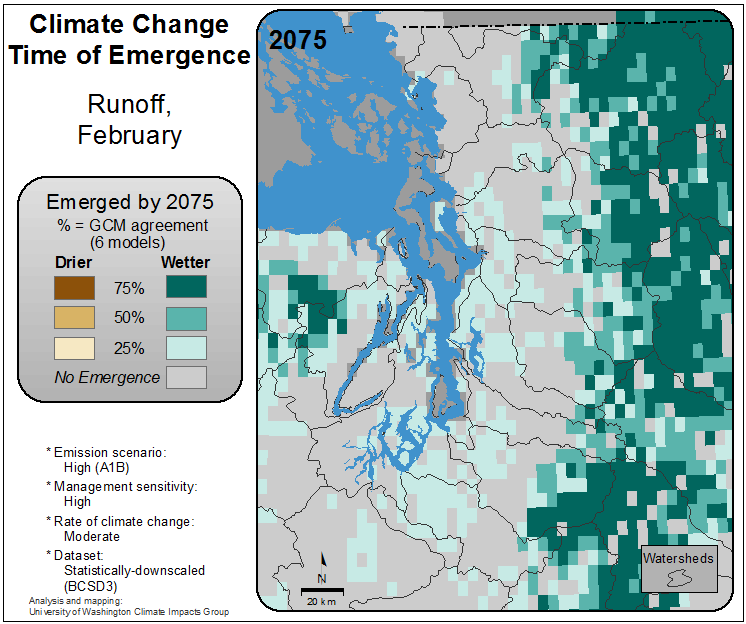 Climate Change
Time of Emergence
Runoff,
February
Emerged by 2075
% = GCM agreement
(6 models)
Drier Wetter
75%
50%
25%
No Emergence
* Emission scenario:
High (A1B)
* Management sensitivity:
High
* Rate of climate change:
Moderate
* Dataset:
Statistically-downscaled
(BCSD3)
Analysis and mapping:
University of Washington Climate Impacts Group
2075
N
20 km
Watersheds